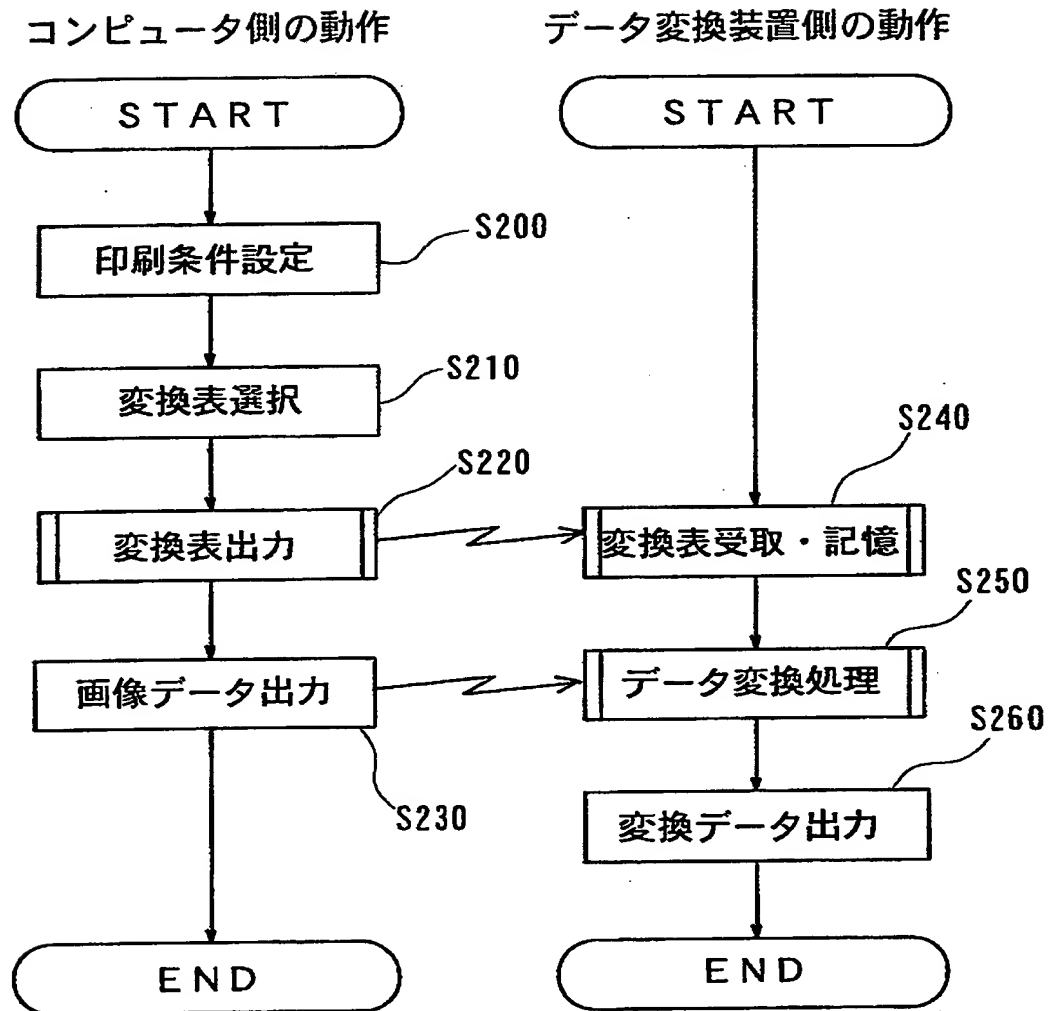 コンピュータ側の動作
データ変換装置側の動作
START
START
印刷条件設定
S200
変換表選択
S210
変換表出力
S220
変換表受取・記憶
S240
画像データ出力
S230
データ変換処理
S250
変換データ出力
S260
END
END